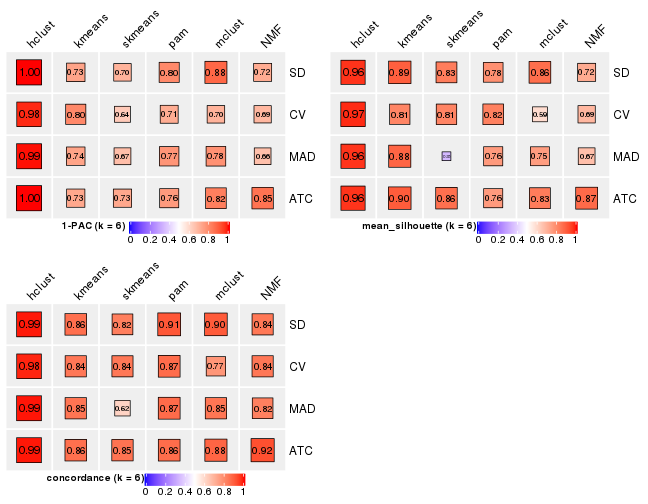 hclust kmeans skmeans pam mclust NMF
1.00 0.73 0.70 0.80 0.88 0.72 SD
0.98 0.80 0.64 0.71 0.70 0.69 CV
0.99 0.74 0.67 0.77 0.78 0.66 MAD
1.00 0.73 0.73 0.76 0.82 0.85 ATC
1-PAC (k = 6)
0 0.2 0.4 0.6 0.8 1
hclust kmeans skmeans pam mclust NMF
0.96 0.89 0.83 0.78 0.86 0.72 SD
0.97 0.81 0.81 0.82 0.59 0.69 CV
0.96 0.88 0.76 0.75 0.67 MAD
0.96 0.90 0.86 0.76 0.83 0.87 ATC
mean_silhouette (k = 6)
0 0.2 0.4 0.6 0.8 1
hclust kmeans skmeans pam mclust NMF
0.99 0.86 0.82 0.91 0.90 0.84 SD
0.98 0.84 0.84 0.87 0.77 0.84 CV
0.99 0.85 0.62 0.87 0.85 0.82 MAD
0.99 0.86 0.85 0.86 0.88 0.92 ATC
concordance (k = 6)
0 0.2 0.4 0.6 0.8 1